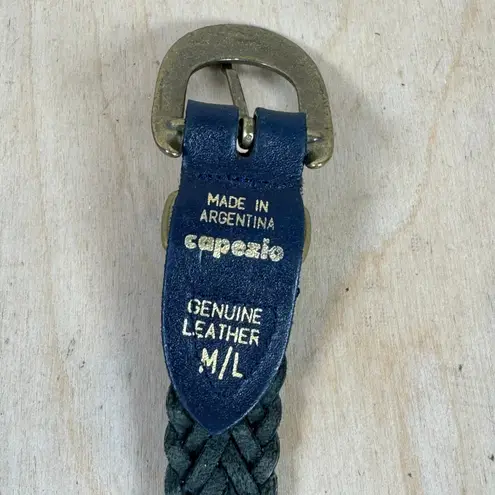 MADE IN
ARGENTINA
capezio
GENUINE
LEATHER
M/L